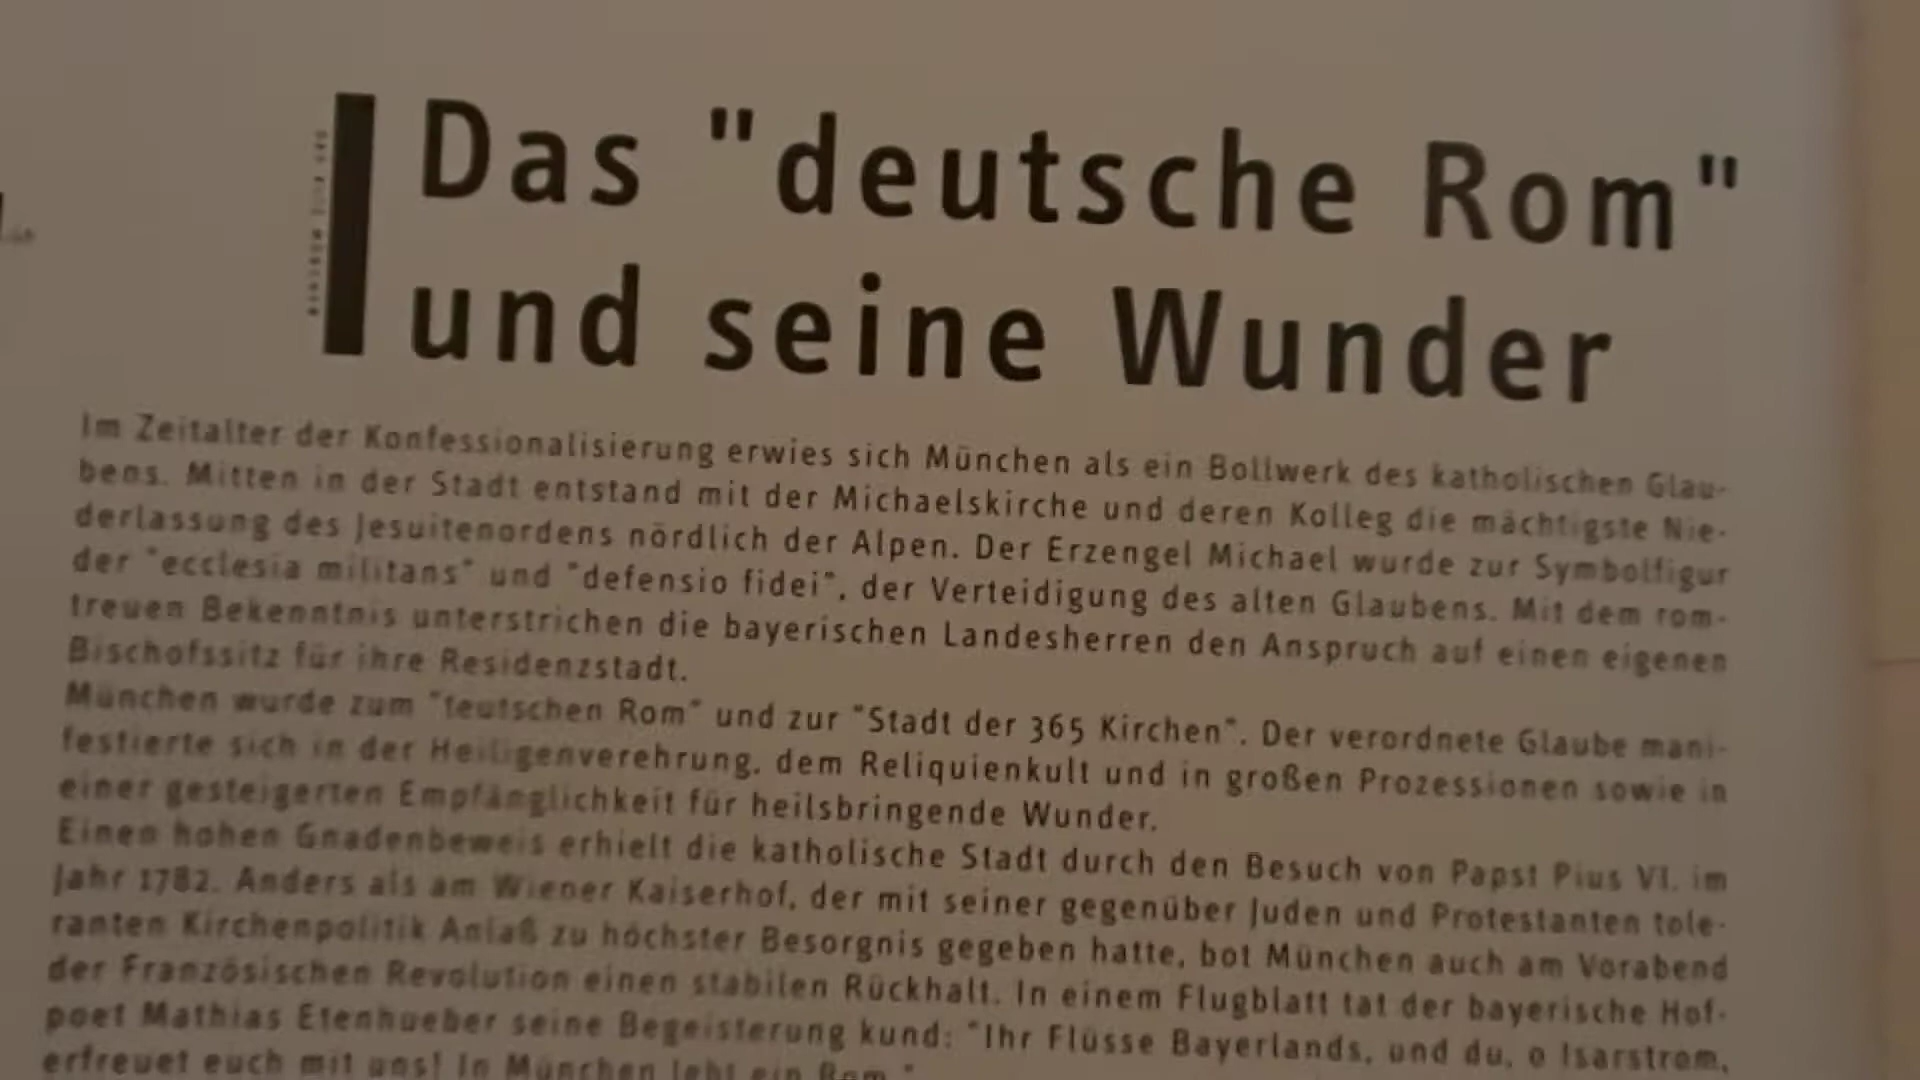 Das "deutsche Rom"
und seine Wunder
Im Zeitalter der Konfessionalisierung erwies sich München als ein Bollwerk des katholischen Glau-
bens. Mitten in der Stadt entstand mit der Michaelskirche und deren Kolleg die mächtigste Nie-
derlassung des Jesuitenordens nördlich der Alpen. Der Erzengel Michael wurde zur Symbolfigur
der "ecclesia militans" und "defensio fidei", der Verteidigung des alten Glaubens. Mit dem rom-
treuen Bekenntnis unterstrichen die bayerischen Landesherren den Anspruch auf einen eigenen
Bischofssitz für ihre Residenzstadt.
München wurde zum "teutschen Rom" und zur "Stadt der 365 Kirchen". Der verordnete Glaube mani-
festierte sich in der Heiligenverehrung, dem Reliquienkult und in großen Prozessionen sowie in
einer gesteigerten Empfänglichkeit für heilsbringende Wunder.
Einen hohen Gnadenbeweis erhielt die katholische Stadt durch den Besuch von Papst Pius VI. im
Jahr 1782. Anders als am Wiener Kaiserhof, der mit seiner gegenüber Juden und Protestanten tole-
ranten Kirchenpolitik Anlaß zu höchster Besorgnis gegeben hatte, bot München auch am Vorabend
der Französischen Revolution einen stabilen Rückhalt. In einem Flugblatt tat der bayerische Hof-
poet Mathias Etenhueber seine Begeisterung kund: "Ihr Flüsse Bayerlands, und du, o Isarstrom,
erfreuet euch mit uns! In München lebt ein Rom."